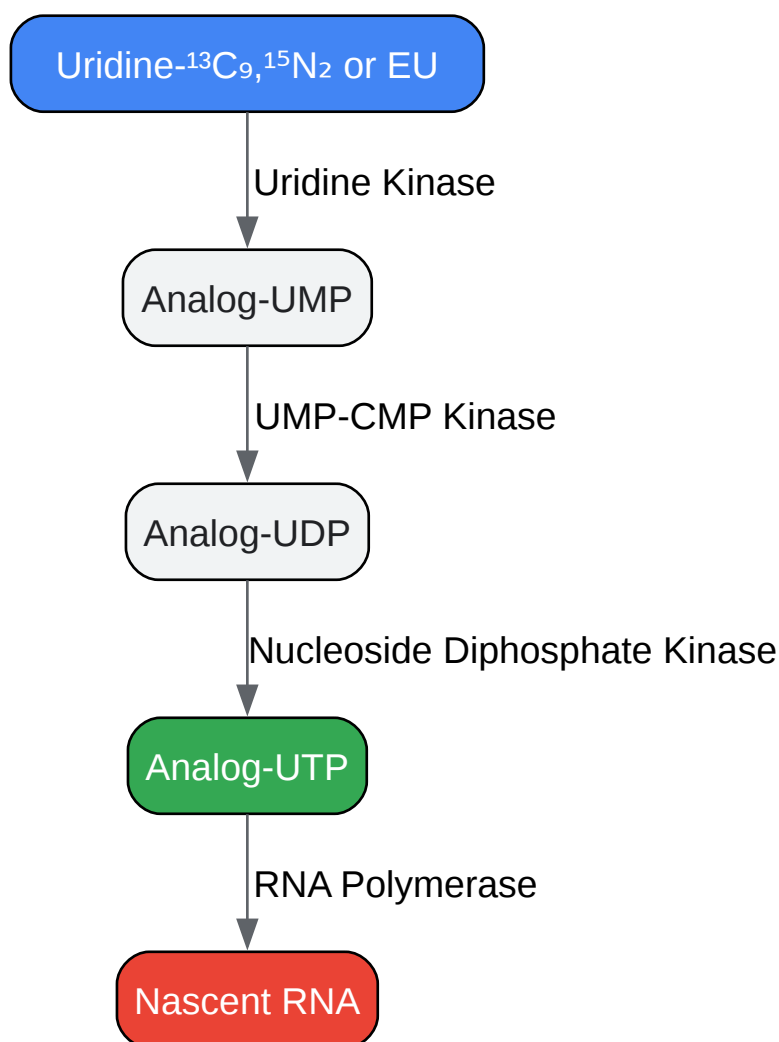 Uridine-¹³C₉,¹⁵N₂ or EU
Uridine Kinase
Analog-UMP
UMP-CMP Kinase
Analog-UDP
Nucleoside Diphosphate Kinase
Analog-UTP
RNA Polymerase
Nascent RNA